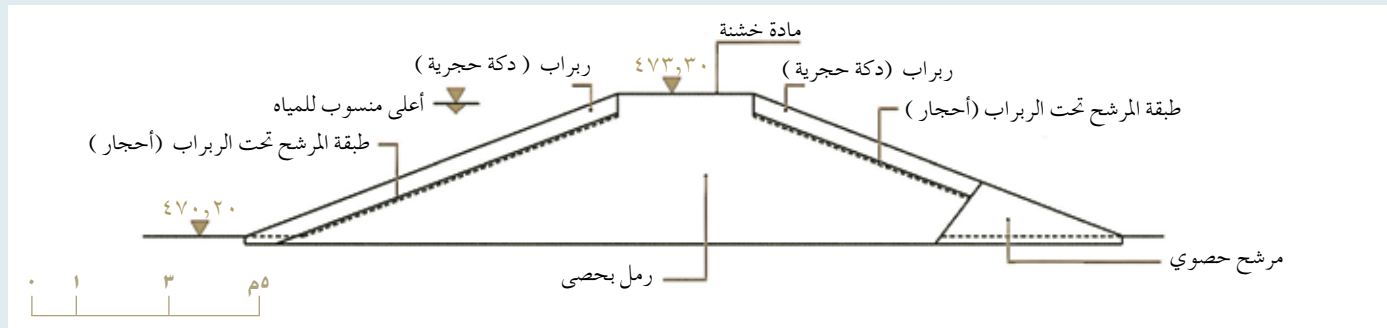 مادة خشنة
ربراب (دكة حجرية)
٤٧٣,٣٠
ربراب ( دكة حجرية )
أعلى منسوب للمياه
طبقة المرشح تحت الربراب (أحجار )
طبقة المرشح تحت الربراب (أحجار )
٤٧٠,٢٠
مرشح حصوي
رمل بحصى
٠ ١ ٣ ٥م